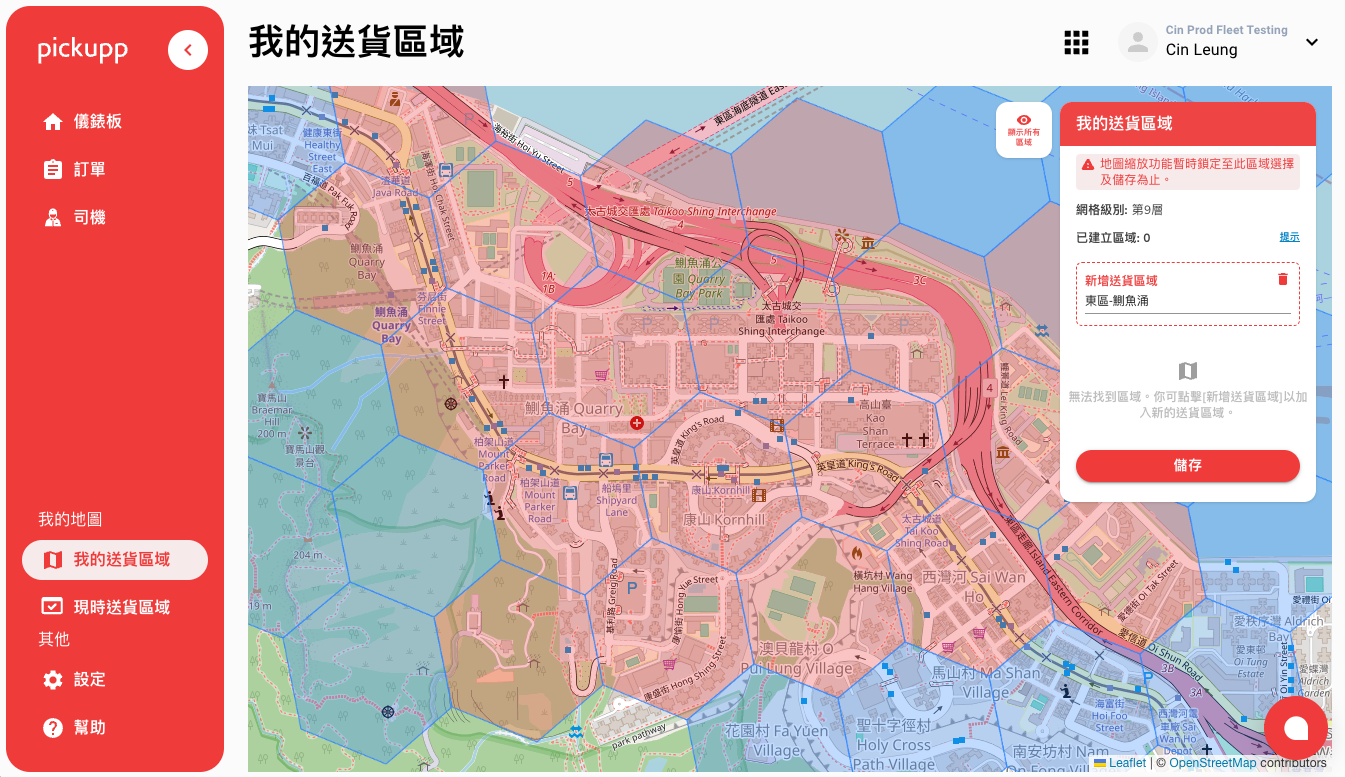 pickupp
我的送貨區域
Cin Prod Fleet Testing
Cin Leung
儀錶板
訂單
司機
我的地圖
我的送貨區域
現時送貨區域
其他
設定
幫助
顯示所有
區域
我的送貨區域
地圖縮放功能暫時鎖定至此區域選擇
及儲存為止。
網格級別: 第9層
已建立區域: 0
提示
新增送貨區域
東區-鰂魚涌
無法找到區域。你可點擊[新增送貨區域]以加
入新的送貨區域。
儲存
東區海底隧道
海裕街 Hoi Yu Street
健康東街
Healthy
Street
East
渣華道
Java Road
百福道 Pak Fuk
Road
海澤街 Hoi Chak Street
太古城交匯處 Taikoo Shing Interchange
鰂魚涌
Quarry
Bay
1A;
1B
5
4
5
3C
鰂魚涌公
園 Quarry
Bay Park
太古城交
匯處 Taikoo
Shing Interchange
芬尼街
Finnie
Street
鰂魚涌
Quarry
Bay
寶馬山
Braemar
Hill
200 m
寶馬山觀
景台
鰂魚涌 Quarry
Bay
柏架山道
Mount
Parker
Road
柏架山道
Mount
Parker
Road
船塢里
Shipyard
Lane
英皇道 King's Road
高山臺
Kao
Shan
Terrace
英皇道 King's Road
康山 Kornhill
康山 Kornhill
4
太古城道
Tai Koo
Shing Road
橫坑村 Wang
Hang Village
西灣河 Sai Wan
Ho
東區走廊 Island Eastern Corridor
愛德街 Oi Tak Street
204 m
19 m
基利路 Greig Road
P
康愉街 Hong Yue Street
康盛街 Hong Shing Street
park pathway
澳貝龍村 O
Pui Lung Village
馬山村 Ma Shan
Village
花園村 Fa Yuen
Village
聖十字徑村
Holy Cross
Path Village
南安坊村 Nam
On Fong Village
海富街
Hoi Foo
Street
西灣河電
車廠 Sai
Wan Ho
Depot
愛信道 Oi Shun Road
3B
3A
P
愛秩序灣 Aldrich
Bay
愛東邨
Oi Tung
Estate
愛蝶灣
Leaflet | © OpenStreetMap contributors